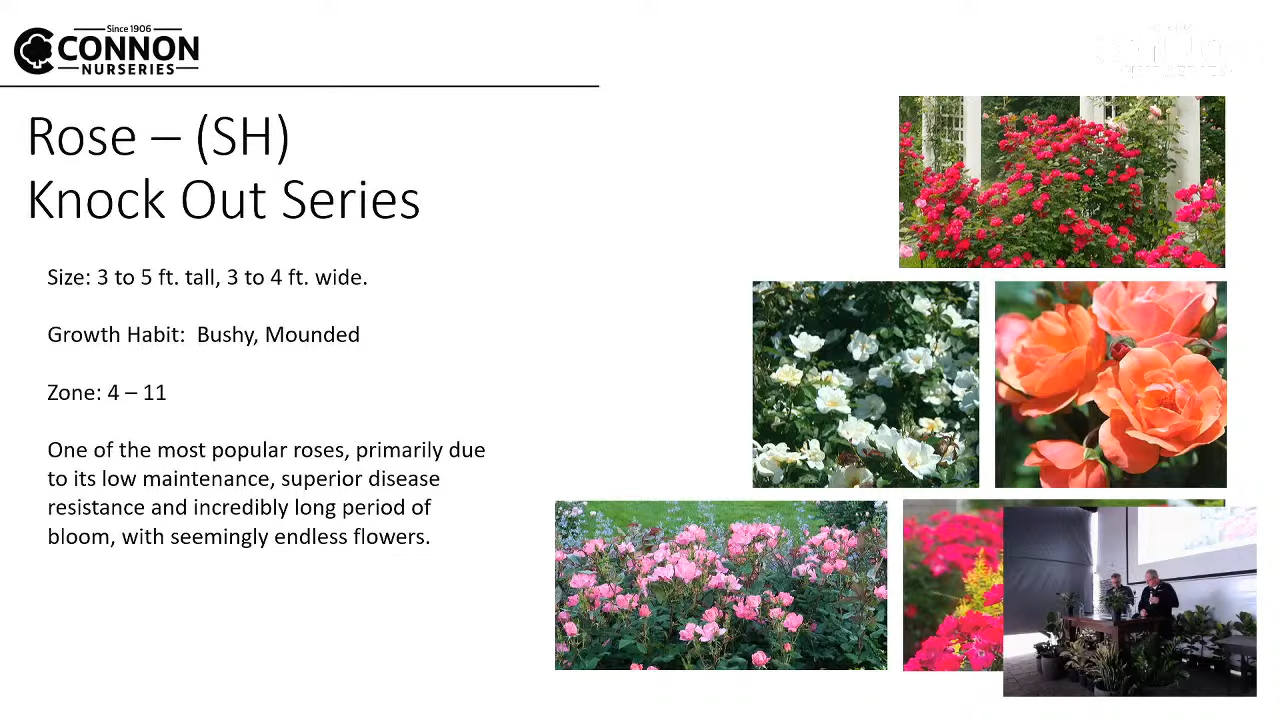 Since 1906
CONNON
NURSERIES
Rose – (SH)
Knock Out Series
Size: 3 to 5 ft. tall, 3 to 4 ft. wide.
Growth Habit:  Bushy, Mounded
Zone: 4 – 11
One of the most popular roses, primarily due
to its low maintenance, superior disease
resistance and incredibly long period of
bloom, with seemingly endless flowers.